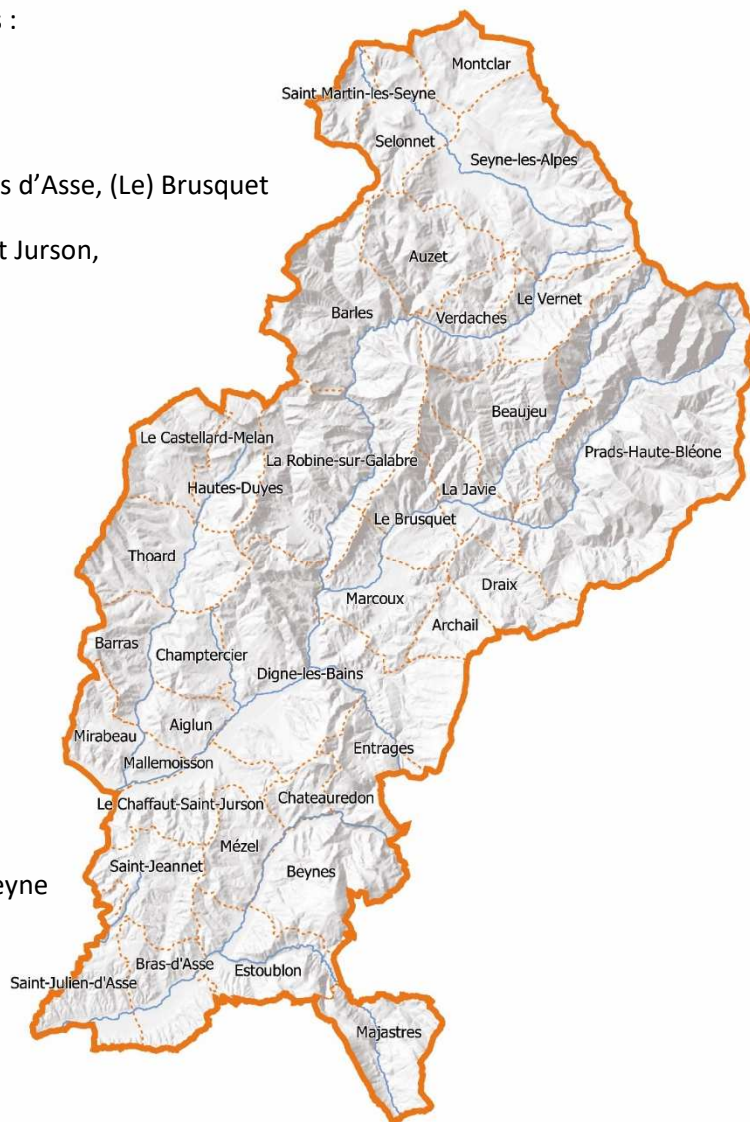 s :
Montclar
Saint Martin-les-Seyne
Selonnet
Seyne-les-Alpes
s d’Asse, (Le) Brusquet
t Jurson,
Auzet
Le Vernet
Barles
Verdaches
Beaujeu
Le Castellard-Melan
La Robine-sur-Galabre
Prads-Haute-Bléone
Hautes-Duyes
La Javie
Le Brusquet
Thoard
Draix
Marcoux
Archail
Barras
Champtercier
Digne-les-Bains
Aiglun
Mirabeau
Entrages
Mallemoisson
Le Chaffaut-Saint-Jurson
Chateauredon
Mézel
Saint-Jeannet
Beynes
eyne
Bras-d'Asse
Estoublon
Saint-Julien-d'Asse
Majastres